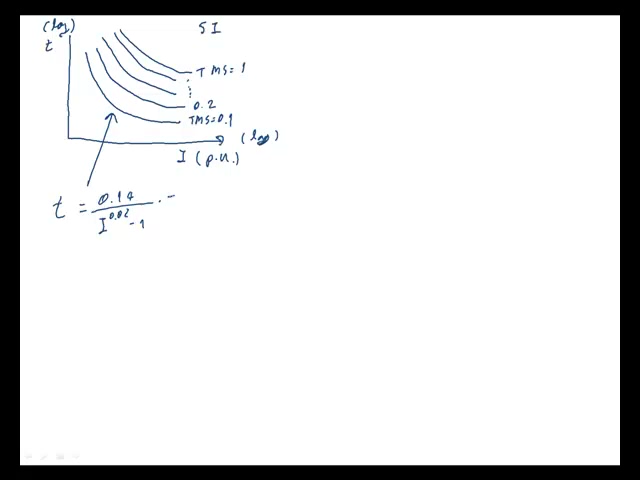 (log)
t
SI
TMS=1
0.2
TMS=0.1
(log)
I (p.u.)
t = 0.14 / I^0.02 - 1 . -